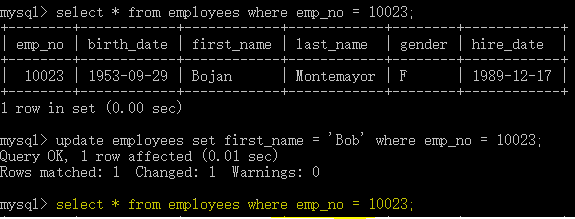 mysql> select * from employees where emp_no = 10023;
+--------+------------+------------+------------+--------+------------+
| emp_no | birth_date | first_name | last_name  | gender | hire_date  |
+--------+------------+------------+------------+--------+------------+
|  10023 | 1953-09-29 | Bojan      | Montemayor | F      | 1989-12-17 |
+--------+------------+------------+------------+--------+------------+
1 row in set (0.00 sec)
mysql> update employees set first_name = 'Bob' where emp_no = 10023;
Query OK, 1 row affected (0.01 sec)
Rows matched: 1  Changed: 1  Warnings: 0
mysql> select * from employees where emp_no = 10023;